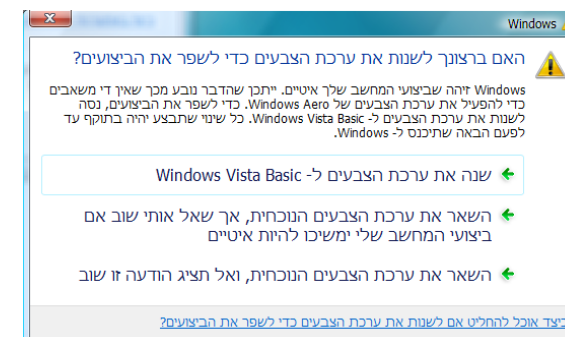 Windows
האם ברצונך לשנות את ערכת הצבעים כדי לשפר את הביצועים?
Windows זיהה שביצועי המחשב שלך איטיים. ייתכן שהדבר נובע מכך שאין די משאבים
כדי להפעיל את ערכת הצבעים של Windows Aero. כדי לשפר את הביצועים, נסה
לשנות את ערכת הצבעים ל- Windows Vista Basic. כל שינוי שתבצע יהיה בתוקף עד
לפעם הבאה שתיכנס ל- Windows.
שנה את ערכת הצבעים ל- Windows Vista Basic
השאר את ערכת הצבעים הנוכחית, אך שאל אותי שוב אם
ביצועי המחשב שלי ימשיכו להיות איטיים
השאר את ערכת הצבעים הנוכחית, ואל תציג הודעה זו שוב
כיצד אוכל להחליט אם לשנות את ערכת הצבעים כדי לשפר את הביצועים?